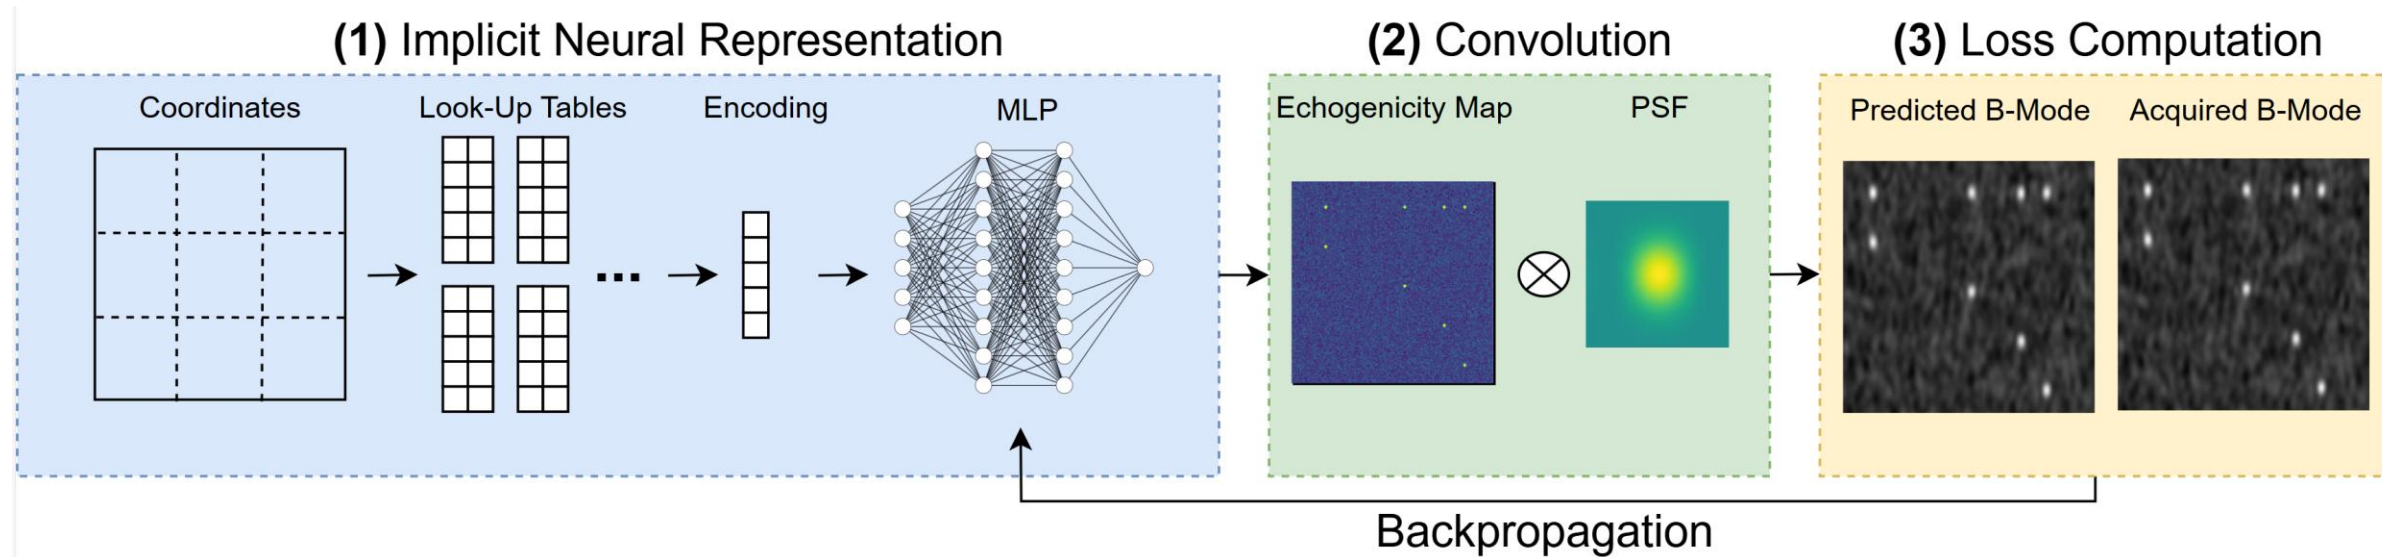 (1) Implicit Neural Representation
(2) Convolution
(3) Loss Computation
Coordinates
Look-Up Tables
Encoding
MLP
Echogenicity Map
PSF
Predicted B-Mode
Acquired B-Mode
...
Backpropagation